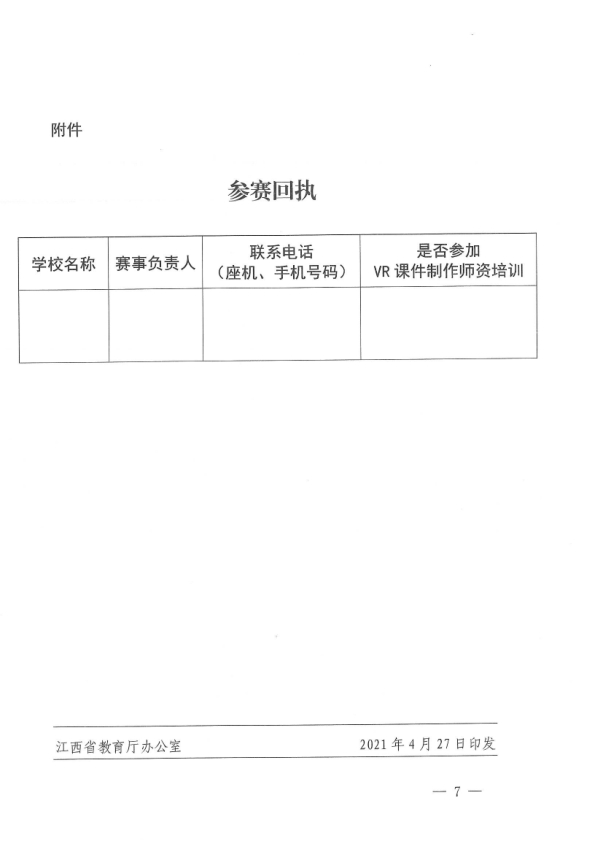 附件
参赛回执
学校名称
赛事负责人
联系电话
（座机、手机号码）
是否参加
VR 课件制作师资培训
江西省教育厅办公室
2021 年 4 月 27 日印发
— 7 —